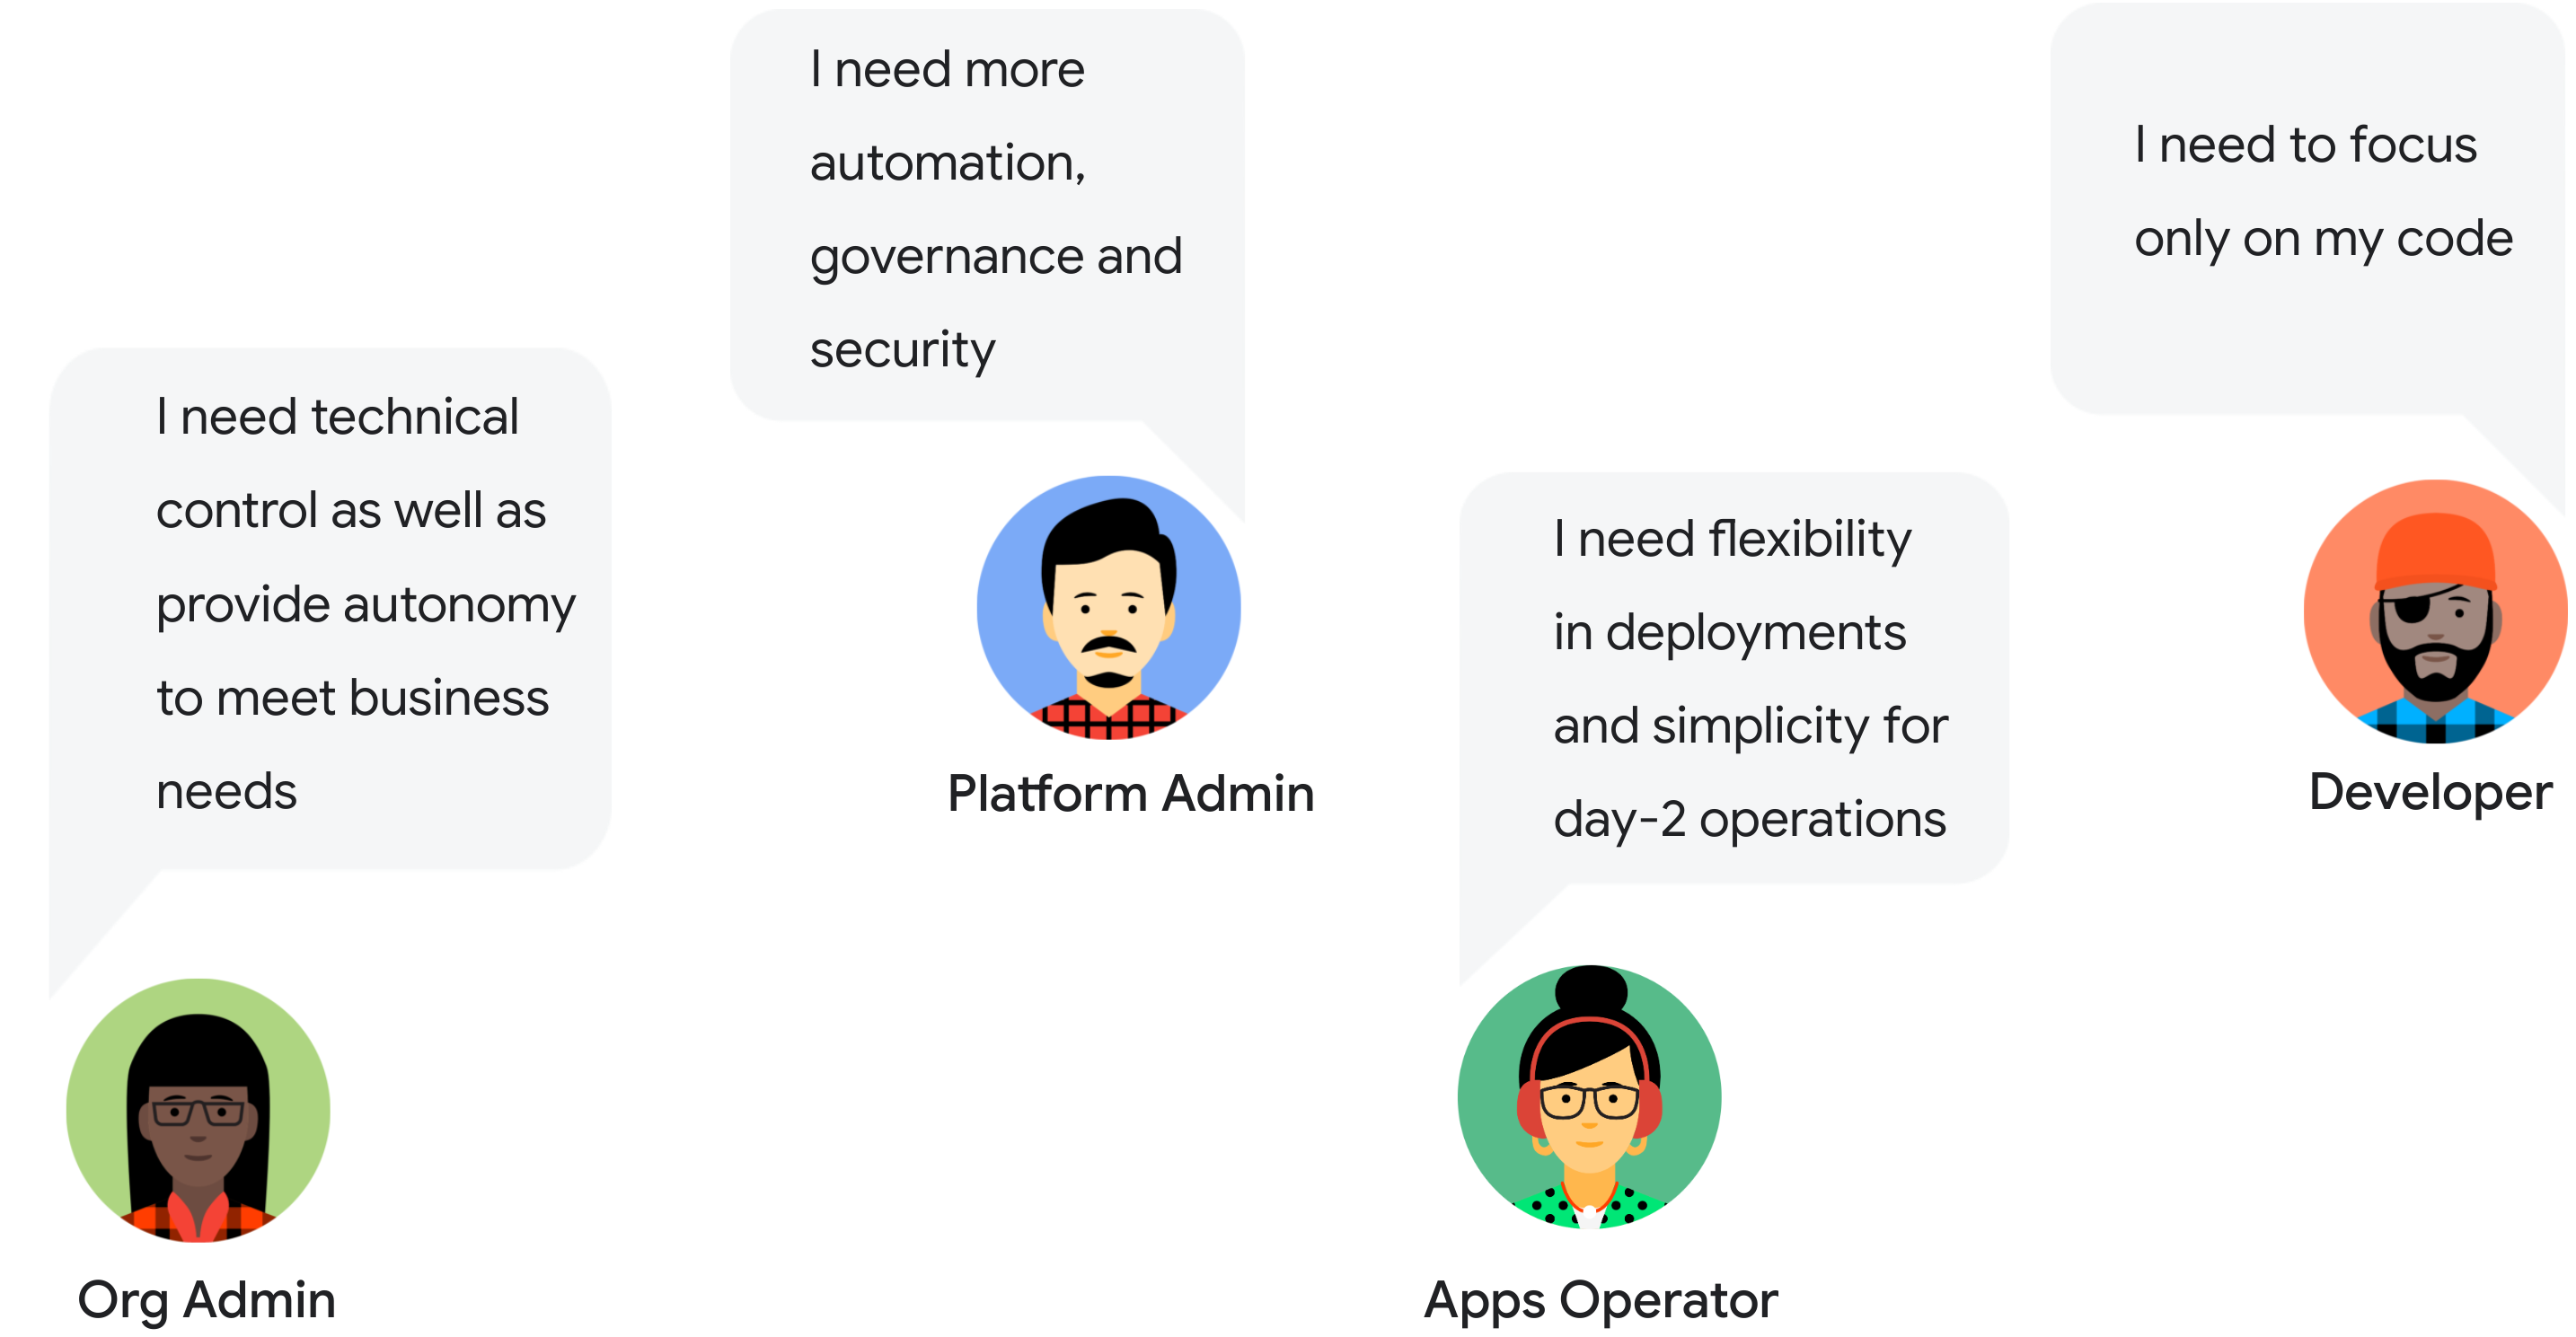 I need technical
control as well as
provide autonomy
to meet business
needs
Org Admin
I need more
automation,
governance and
security
Platform Admin
I need flexibility
in deployments
and simplicity for
day-2 operations
Apps Operator
I need to focus
only on my code
Developer